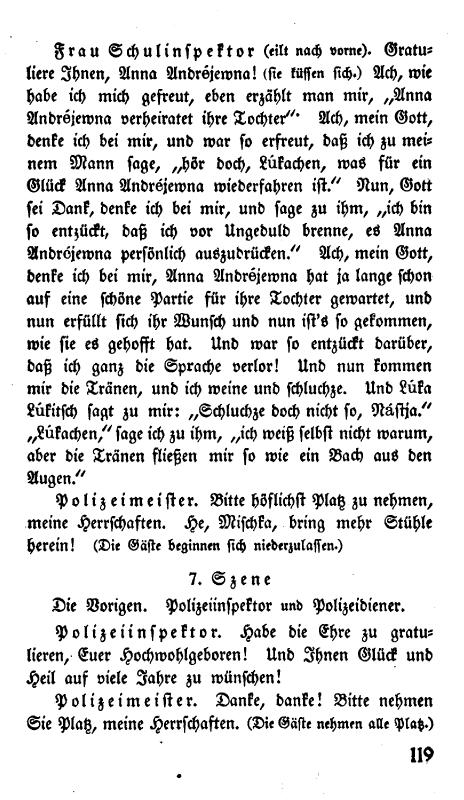 Frau Schulinspektor (eilt nach vorne). Gratu-
liere Ihnen, Anna Andréjewna! (sie küssen sich.) Ach, wie
habe ich mich gefreut, eben erzählt man mir, „Anna
Andréjewna verheiratet ihre Tochter“. Ach, mein Gott,
denke ich bei mir, und war so erfreut, daß ich zu mei-
nem Mann sage, „hör doch, Lúkachen, was für ein
Glück Anna Andréjewna wiederfahren ist.“ Nun, Gott
sei Dank, denke ich bei mir, und sage zu ihm, „ich bin
so entzückt, daß ich vor Ungeduld brenne, es Anna
Andréjewna persönlich auszudrücken.“ Ach, mein Gott,
denke ich bei mir, Anna Andréjewna hat ja lange schon
auf eine schöne Partie für ihre Tochter gewartet, und
nun erfüllt sich ihr Wunsch und nun ist's so gekommen,
wie sie es gehofft hat. Und war so entzückt darüber,
daß ich ganz die Sprache verlor! Und nun kommen
mir die Tränen, und ich weine und schluchze. Und Lúka
Lúkitsch sagt zu mir: „Schluchze doch nicht so, Nástja.“
„Lúkachen,“ sage ich zu ihm, „ich weiß selbst nicht warum,
aber die Tränen fließen mir so wie ein Bach aus den
Augen.“
Polizeimeister. Bitte höflichst Platz zu nehmen,
meine Herrschaften. He, Mischka, bring mehr Stühle
herein! (Die Gäste beginnen sich niederzulassen.)
7. Szene
Die Vorigen. Polizeiinspektor und Polizeidiener.
Polizeiinspektor. Habe die Ehre zu gratu-
lieren, Euer Hochwohlgeboren! Und Ihnen Glück und
Heil auf viele Jahre zu wünschen!
Polizeimeister. Danke, danke! Bitte nehmen
Sie Platz, meine Herrschaften. (Die Gäste nehmen alle Platz.)
119